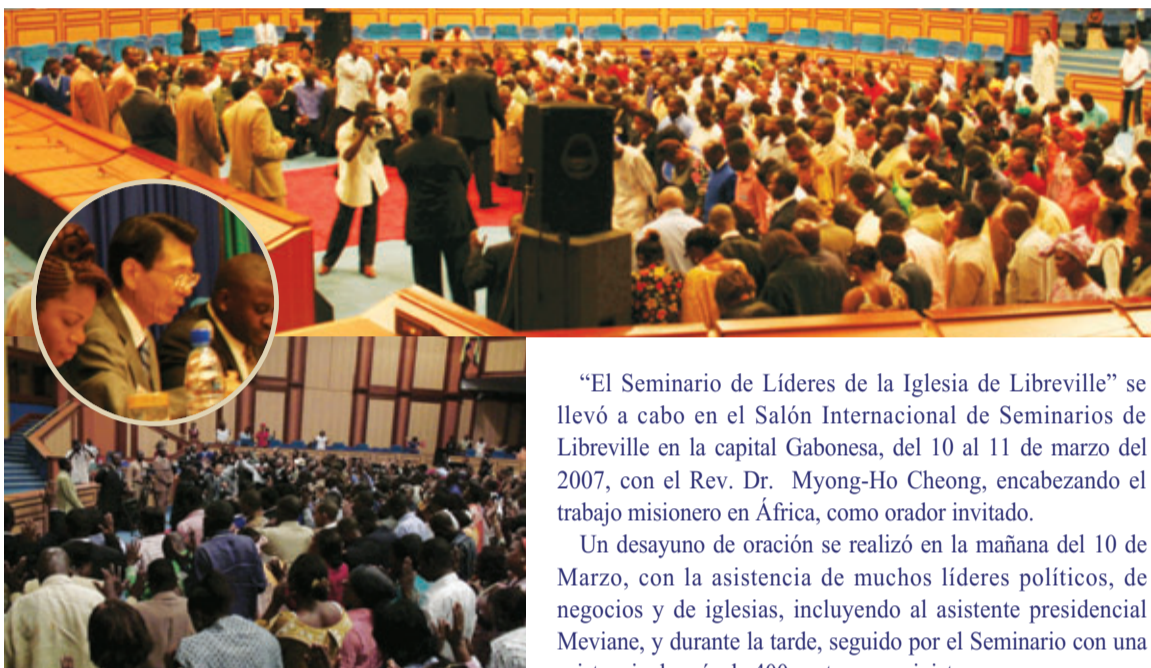 “El Seminario de Líderes de la Iglesia de Libreville” se
llevó a cabo en el Salón Internacional de Seminarios de
Libreville en la capital Gabonesa, del 10 al 11 de marzo del
2007, con el Rev. Dr. Myong-Ho Cheong, encabezando el
trabajo misionero en África, como orador invitado.
Un desayuno de oración se realizó en la mañana del 10 de
Marzo, con la asistencia de muchos líderes políticos, de
negocios y de iglesias, incluyendo al asistente presidencial
Meviane, y durante la tarde, seguido por el Seminario con una